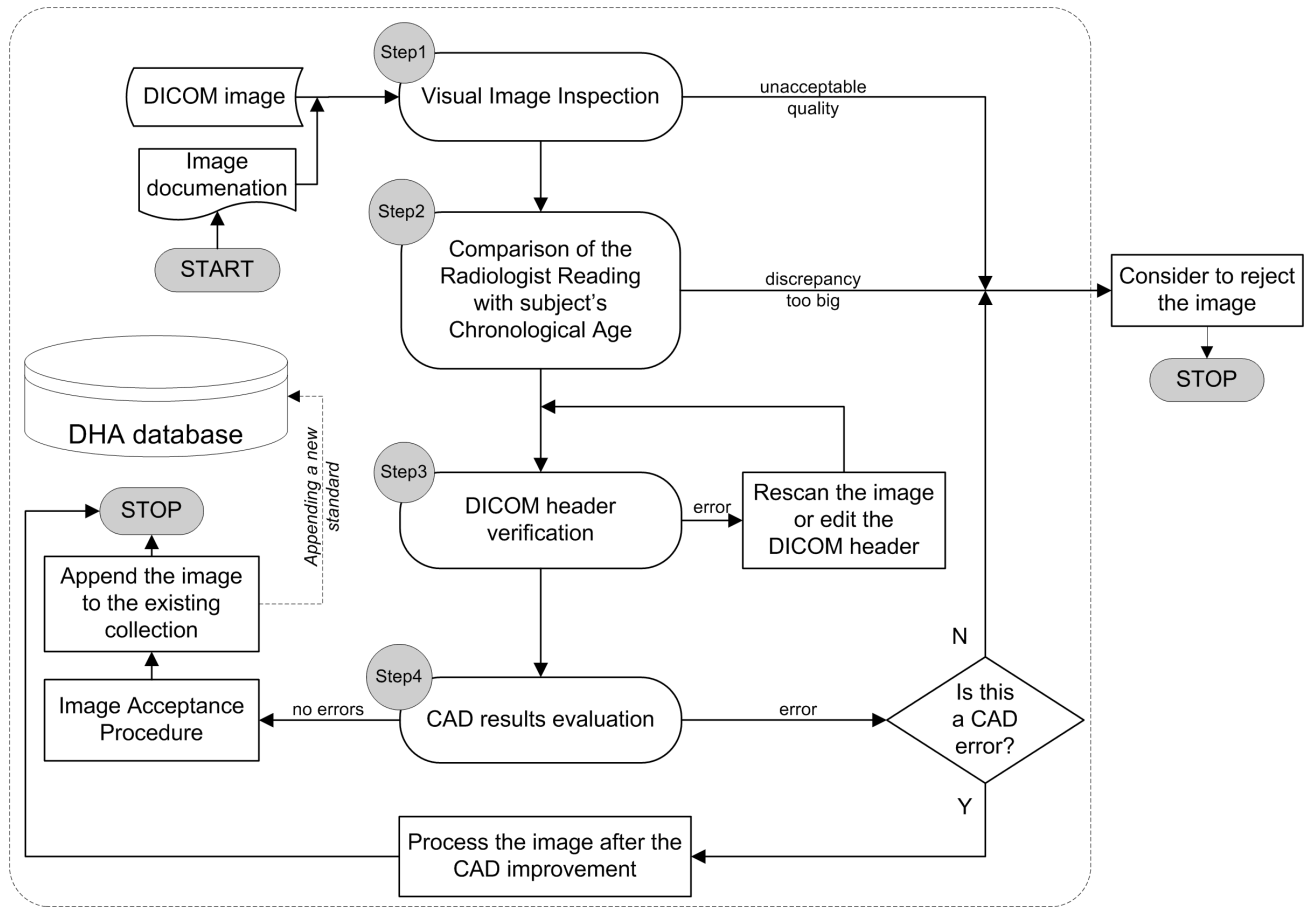 Step1
DICOM image
Visual Image Inspection
unacceptable
quality
Image
documenation
START
Step2
Comparison of the
Radiologist Reading
with subject's
Chronological Age
discrepancy
too big
Consider to reject
the image
STOP
DHA database
Appending a new
standard
Step3
DICOM header
verification
error
Rescan the image
or edit the
DICOM header
STOP
Append the image
to the existing
collection
Image Acceptance
Procedure
no errors
Step4
CAD results evaluation
error
N
Is this
a CAD
error?
Y
Process the image after the
CAD improvement